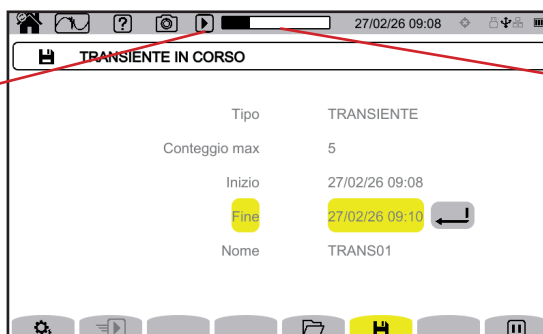 27/02/26 09:08
TRANSIENTE IN CORSO
Tipo TRANSIENTE
Conteggio max 5
Inizio 27/02/26 09:08
Fine 27/02/26 09:10
Nome TRANS01